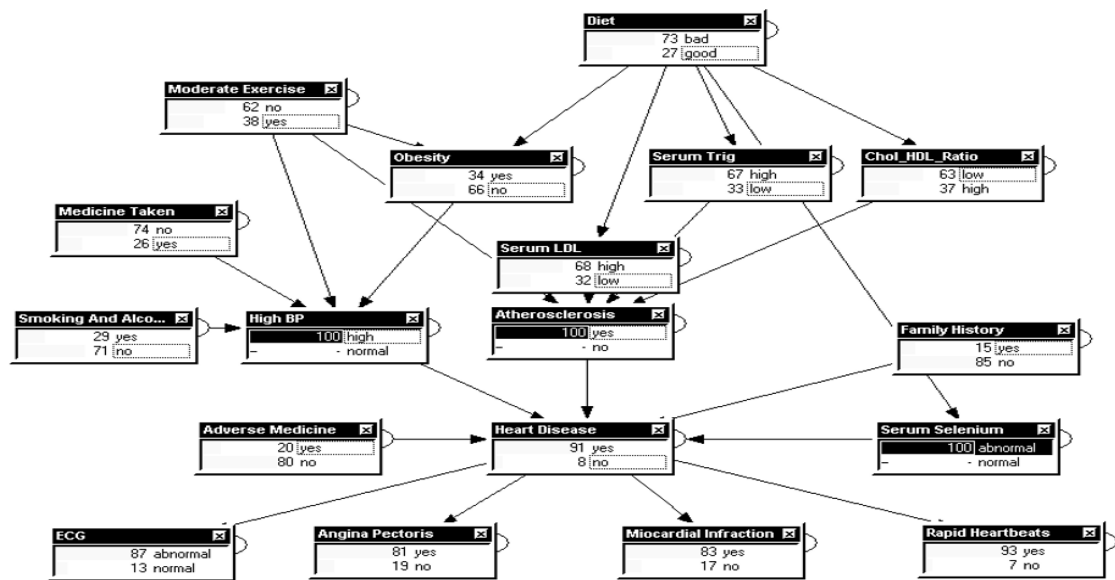 Diet
73 bad
27 good
Moderate Exercise
62 no
38 yes
Obesity
34 yes
66 no
Serum Trig
67 high
33 low
Chol_HDL_Ratio
63 low
37 high
Medicine Taken
74 no
26 yes
Serum LDL
68 high
32 low
Smoking And Alco...
29 yes
71 no
High BP
100 high
- - normal
Atherosclerosis
100 yes
- - no
Family History
15 yes
85 no
Adverse Medicine
20 yes
80 no
Heart Disease
91 yes
8 no
Serum Selenium
100 abnormal
- - normal
ECG
87 abnormal
13 normal
Angina Pectoris
81 yes
19 no
Miocardial Infraction
83 yes
17 no
Rapid Heartbeats
93 yes
7 no